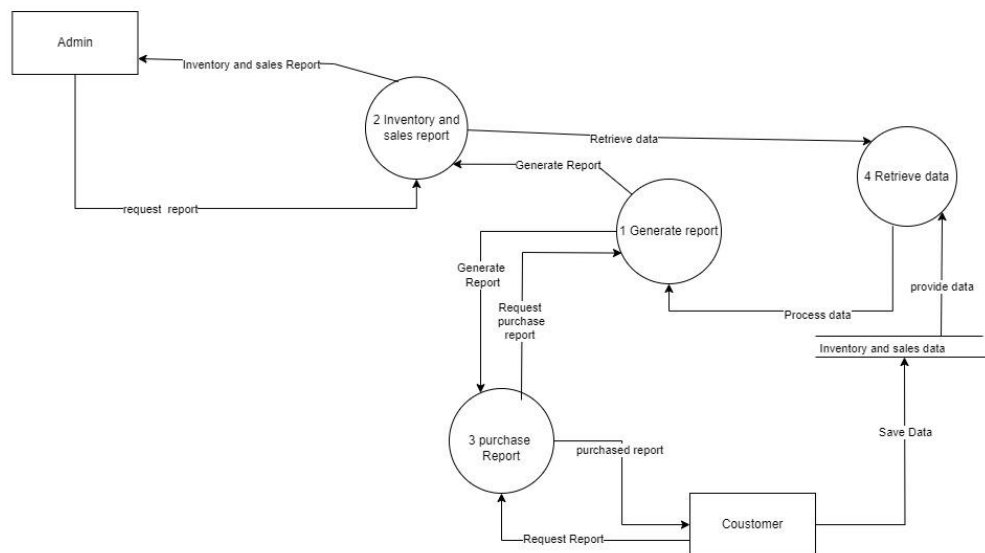 Admin
Inventory and sales Report
2 Inventory and
sales report
Retrieve data
Generate Report
4 Retrieve data
request report
1 Generate report
Generate
Report
provide data
Request
purchase
report
Process data
Inventory and sales data
3 purchase
Report
purchased report
Save Data
Coustomer
Request Report